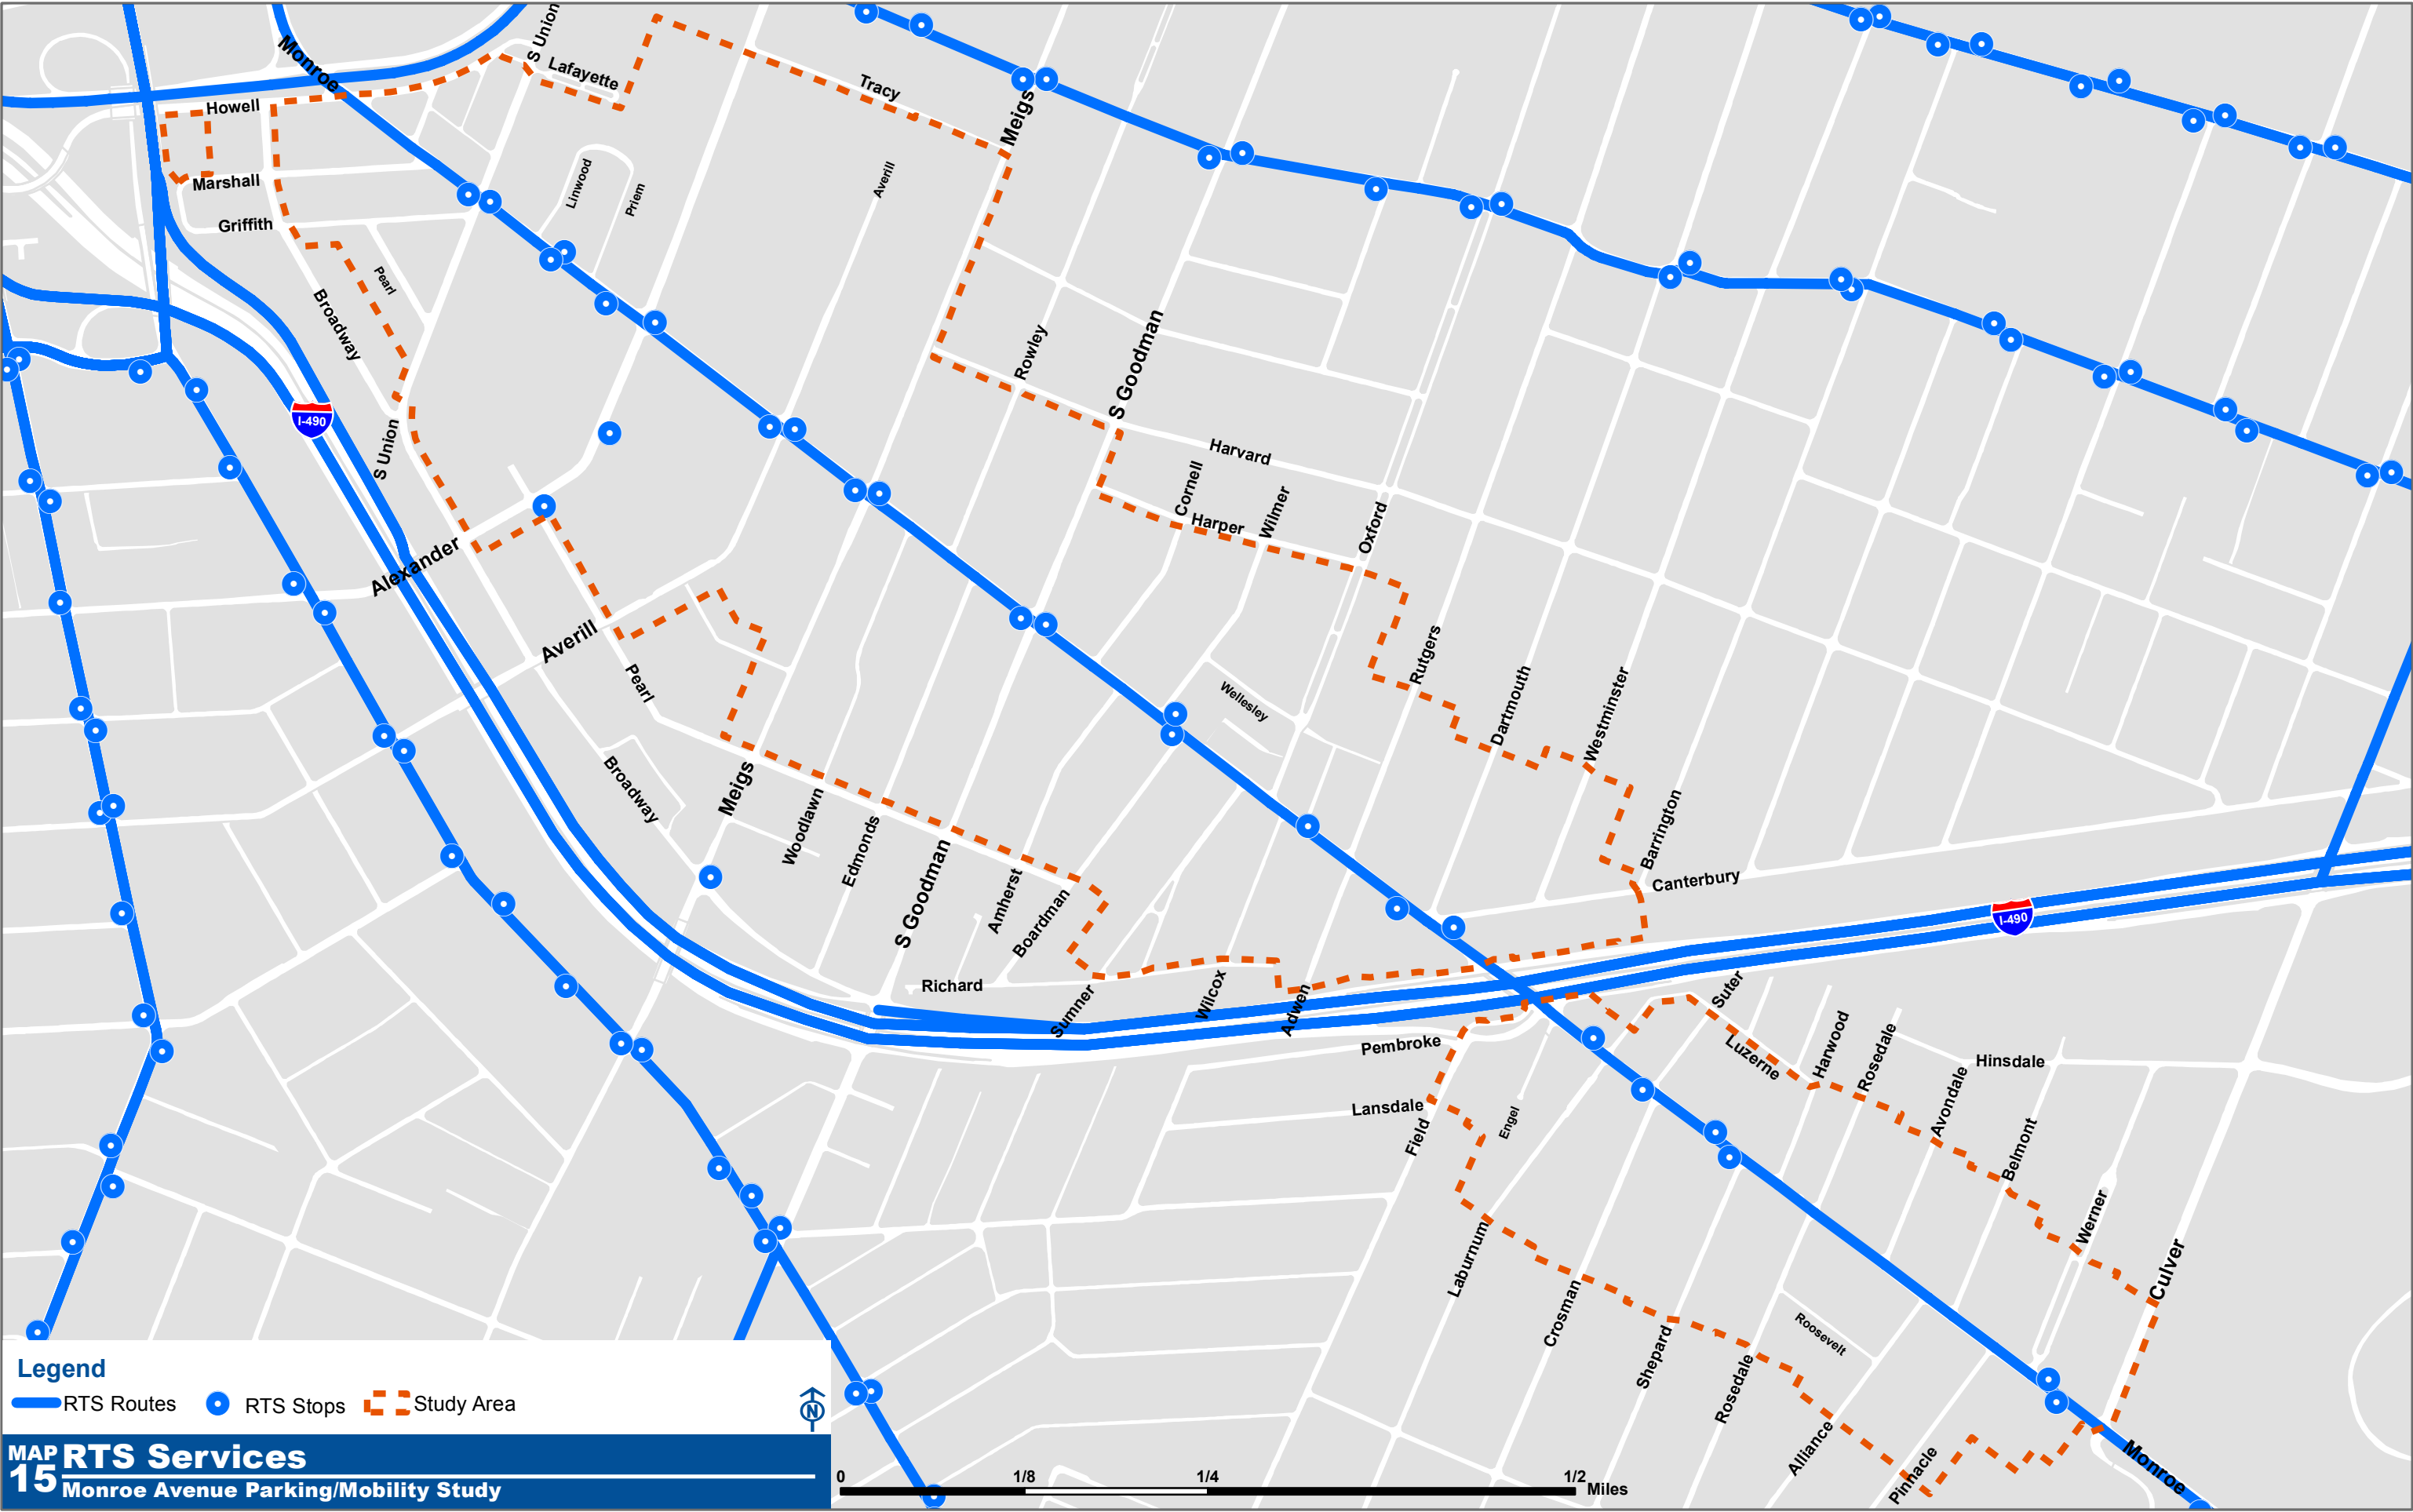 S Union
Monroe
Lafayette
Tracy
Howell
Meigs
Marshall
Linwood
Priem
Averill
Griffith
Pearl
Broadway
Rowley
S Goodman
I-490
S Union
Harvard
Cornell
Wilmer
Harper
Oxford
Alexander
Averill
Pearl
Rutgers
Wellesley
Dartmouth
Westminster
Broadway
Meigs
Woodlawn
Edmonds
S Goodman
Amherst
Boardman
Barrington
Canterbury
I-490
Richard
Sumner
Wilcox
Adwen
Suter
Pembroke
Luzerne
Harwood
Rosedale
Hinsdale
Avondale
Lansdale
Field
Engel
Belmont
Werner
Laburnum
Culver
Crosman
Shepard
Roosevelt
Rosedale
Alliance
Pinnacle
Monroe
Legend
RTS Routes
RTS Stops
Study Area
N
MAP 15
RTS Services
Monroe Avenue Parking/Mobility Study
0 1/8 1/4 1/2 Miles